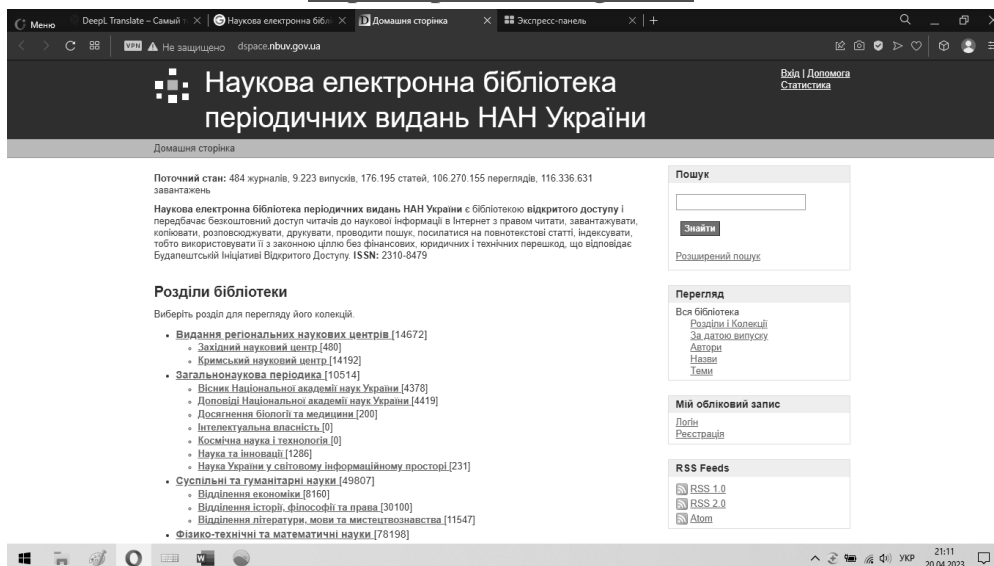 Меню
DeepL Translate – Самый т
Наукова електронна біблі
Домашня сторінка
Экспресс-панель
VPN Не защищено dspace.nbuv.gov.ua
Наукова електронна бібліотека
періодичних видань НАН України
Вхід | Допомога
Статистика
Домашня сторінка
Поточний стан: 484 журналів, 9.223 випусків, 176.195 статей, 106.270.155 переглядів, 116.336.631
завантажень
Наукова електронна бібліотека періодичних видань НАН України є бібліотекою відкритого доступу і
передбачає безкоштовний доступ читачів до наукової інформації в Інтернет з правом читати, завантажувати,
копіювати, розповсюджувати, друкувати, проводити пошук, посилатися на повнотекстові статті, індексувати,
тобто використовувати її з законною ціллю без фінансових, юридичних і технічних перешкод, що відповідає
Будапештській Ініціативі Відкритого Доступу. ISSN: 2310-8479
Розділи бібліотеки
Виберіть розділ для перегляду його колекцій.
Видання регіональних наукових центрів [14672]
Західний науковий центр [480]
Кримський науковий центр [14192]
Загальнонаукова періодика [10514]
Вісник Національної академії наук України [4378]
Доповіді Національної академії наук України [4419]
Досягнення біології та медицини [200]
Інтелектуальна власність [0]
Космічна наука і технологія [0]
Наука та інновації [1286]
Наука України у світовому інформаційному просторі [231]
Суспільні та гуманітарні науки [49807]
Відділення економіки [8160]
Відділення історії, філософії та права [30100]
Відділення літератури, мови та мистецтвознавства [11547]
Фізико-технічні та математичні науки [78198]
Пошук
Знайти
Розширений пошук
Перегляд
Вся бібліотека
Розділи і Колекції
За датою випуску
Автори
Назви
Теми
Мій обліковий запис
Логін
Реєстрація
RSS Feeds
RSS 1.0
RSS 2.0
Atom
УКР
21:11
20.04.2023